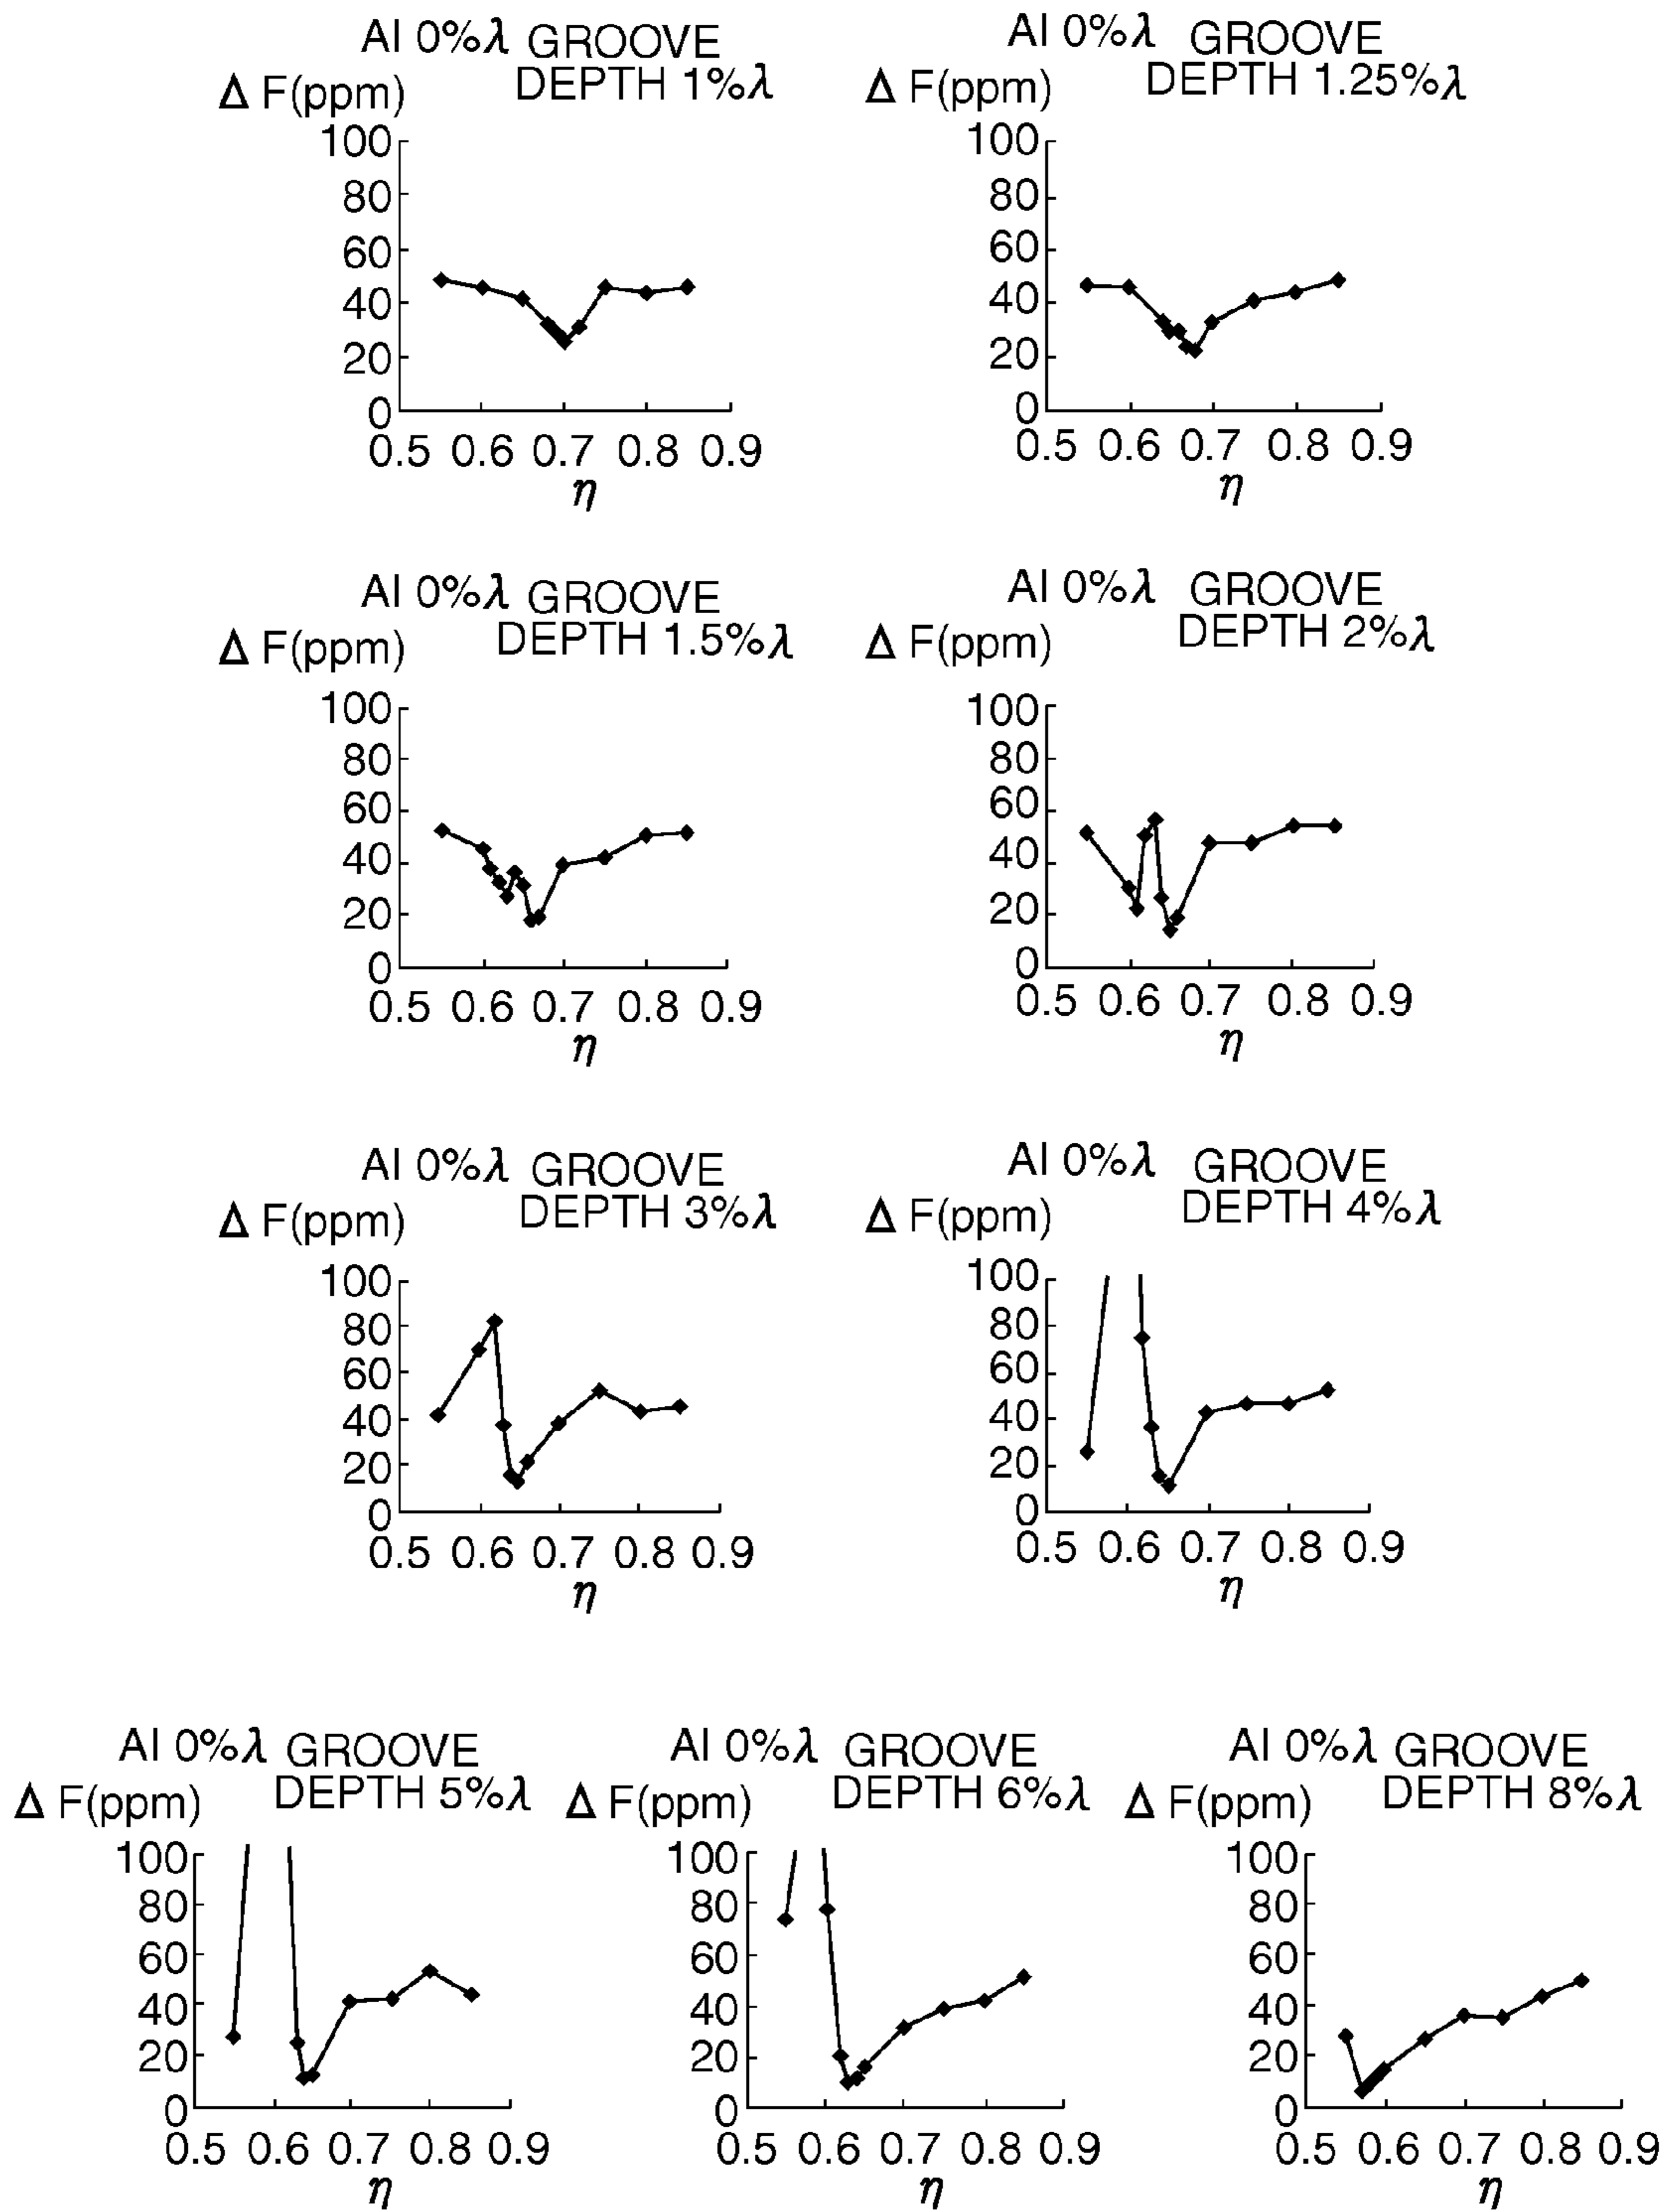 Al 0%λ GROOVE
DEPTH 1%λ
Δ F(ppm)
100
80
60
40
20
0
0.5 0.6 0.7 0.8 0.9
η
Al 0%λ GROOVE
DEPTH 1.25%λ
Δ F(ppm)
100
80
60
40
20
0
0.5 0.6 0.7 0.8 0.9
η
Al 0%λ GROOVE
DEPTH 1.5%λ
Δ F(ppm)
100
80
60
40
20
0
0.5 0.6 0.7 0.8 0.9
η
Al 0%λ GROOVE
DEPTH 2%λ
Δ F(ppm)
100
80
60
40
20
0
0.5 0.6 0.7 0.8 0.9
η
Al 0%λ GROOVE
DEPTH 3%λ
Δ F(ppm)
100
80
60
40
20
0
0.5 0.6 0.7 0.8 0.9
η
Al 0%λ GROOVE
DEPTH 4%λ
Δ F(ppm)
100
80
60
40
20
0
0.5 0.6 0.7 0.8 0.9
η
Al 0%λ GROOVE
DEPTH 5%λ
Δ F(ppm)
100
80
60
40
20
0
0.5 0.6 0.7 0.8 0.9
η
Al 0%λ GROOVE
DEPTH 6%λ
Δ F(ppm)
100
80
60
40
20
0
0.5 0.6 0.7 0.8 0.9
η
Al 0%λ GROOVE
DEPTH 8%λ
Δ F(ppm)
100
80
60
40
20
0
0.5 0.6 0.7 0.8 0.9
η